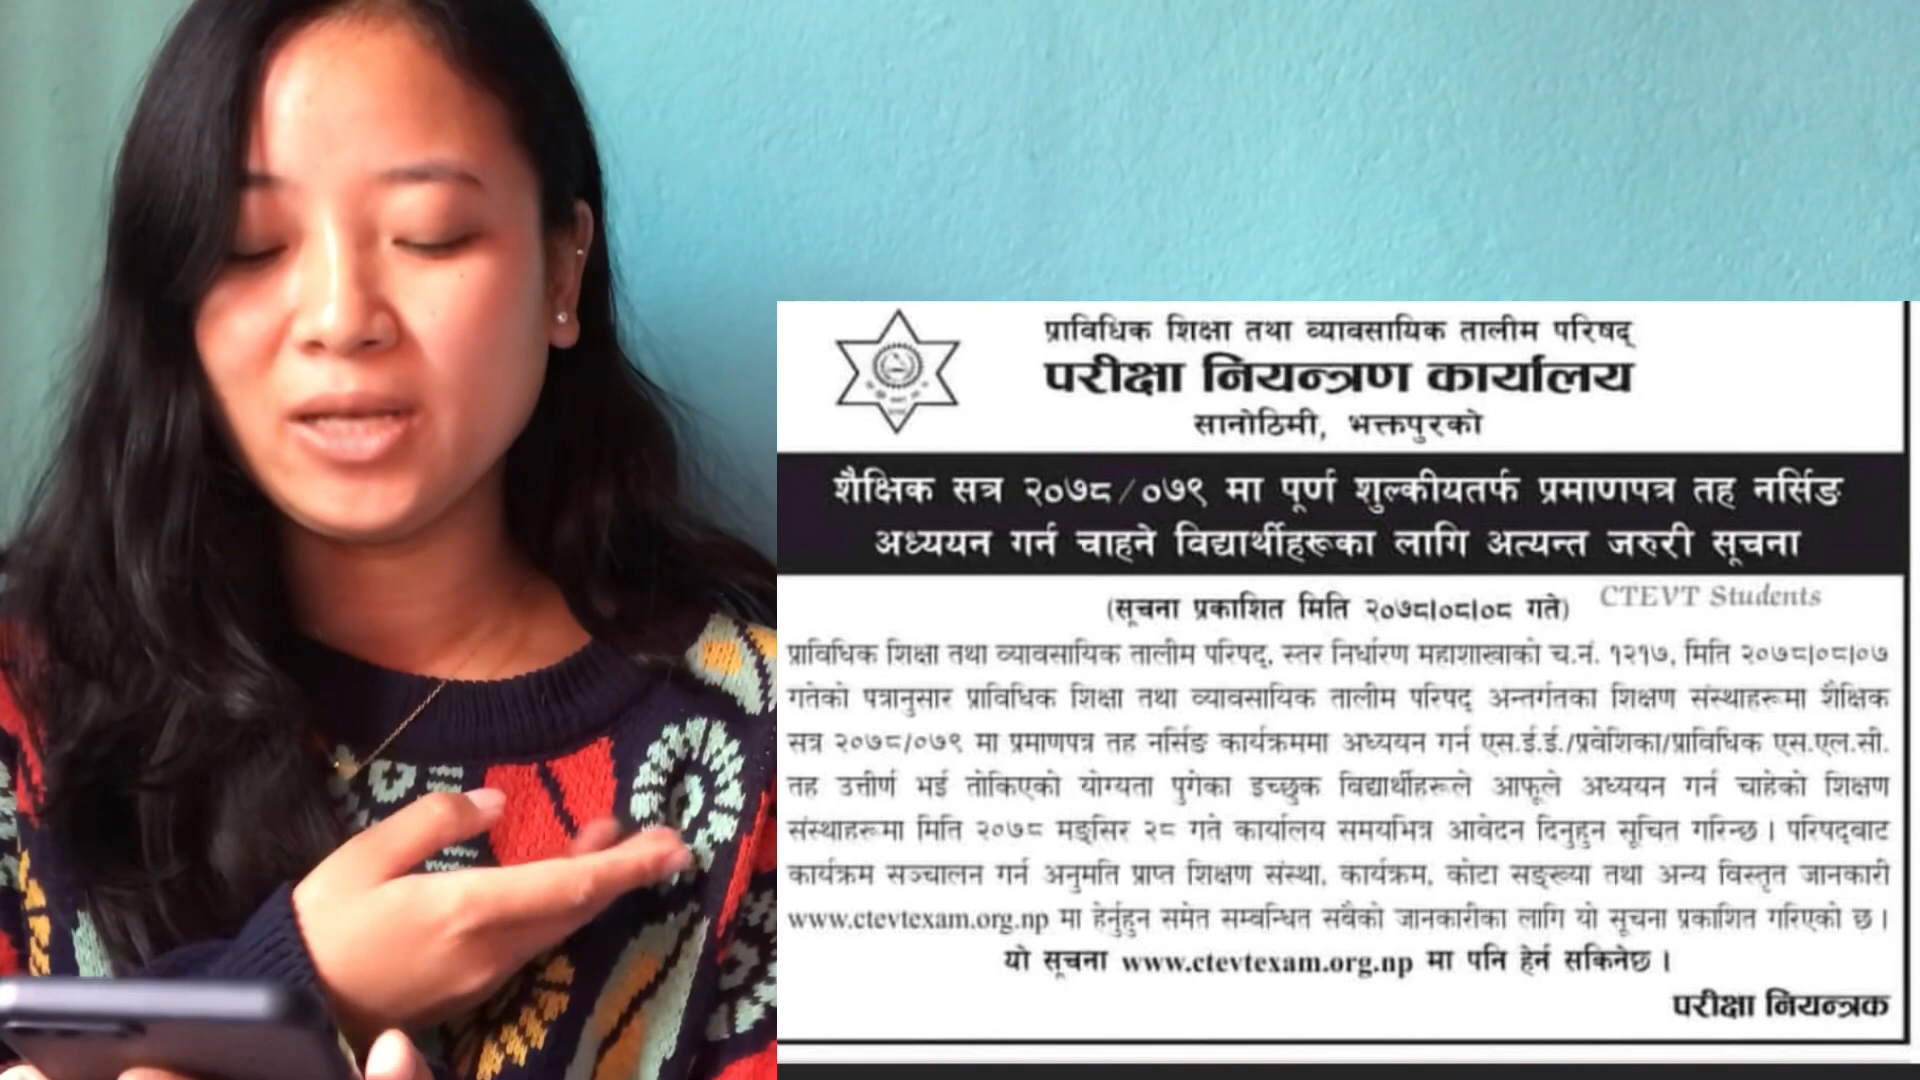 प्राविधिक शिक्षा तथा व्यावसायिक तालीम परिषद्
परीक्षा नियन्त्रण कार्यालय
सानोठिमी, भक्तपुरको
शैक्षिक सत्र २०७८/०७९ मा पूर्ण शुल्कीयतर्फ प्रमाणपत्र तह नर्सिङ
अध्ययन गर्न चाहने विद्यार्थीहरूका लागि अत्यन्त जरुरी सूचना
(सूचना प्रकाशित मिति २०७८|०८|०८ गते)
CTEVT Students
प्राविधिक शिक्षा तथा व्यावसायिक तालीम परिषद्, स्तर निर्धारण महाशाखाको च.नं. १२१७, मिति २०७८|०८|०७
गतेको पत्रानुसार प्राविधिक शिक्षा तथा व्यावसायिक तालीम परिषद् अन्तर्गतका शिक्षण संस्थाहरूमा शैक्षिक
सत्र २०७८/०७९ मा प्रमाणपत्र तह नर्सिङ कार्यक्रममा अध्ययन गर्न एस.ई.ई./प्रवेशिका/प्राविधिक एस.एल.सी.
तह उत्तीर्ण भई तोकिएको योग्यता पुगेका इच्छुक विद्यार्थीहरूले आफूले अध्ययन गर्न चाहेको शिक्षण
संस्थाहरूमा मिति २०७८ मङ्सिर २८ गते कार्यालय समयभित्र आवेदन दिनुहुन सूचित गरिन्छ । परिषद्बाट
कार्यक्रम सञ्चालन गर्न अनुमति प्राप्त शिक्षण संस्था, कार्यक्रम, कोटा सङ्ख्या तथा अन्य विस्तृत जानकारी
www.ctevtexam.org.np मा हेर्नुहुन समेत सम्बन्धित सबैको जानकारीका लागि यो सूचना प्रकाशित गरिएको छ ।
यो सूचना www.ctevtexam.org.np मा पनि हेर्न सकिनेछ ।
परीक्षा नियन्त्रक